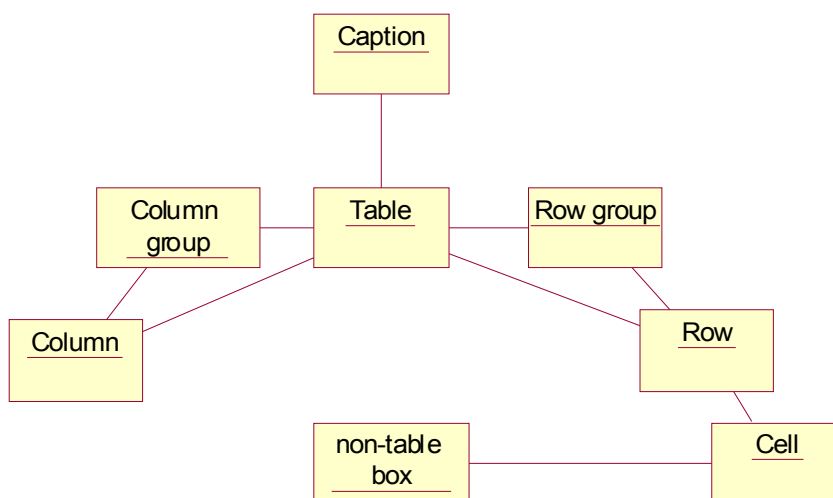 Caption
Column
group
Table
Row group
Column
Row
non-table
box
Cell